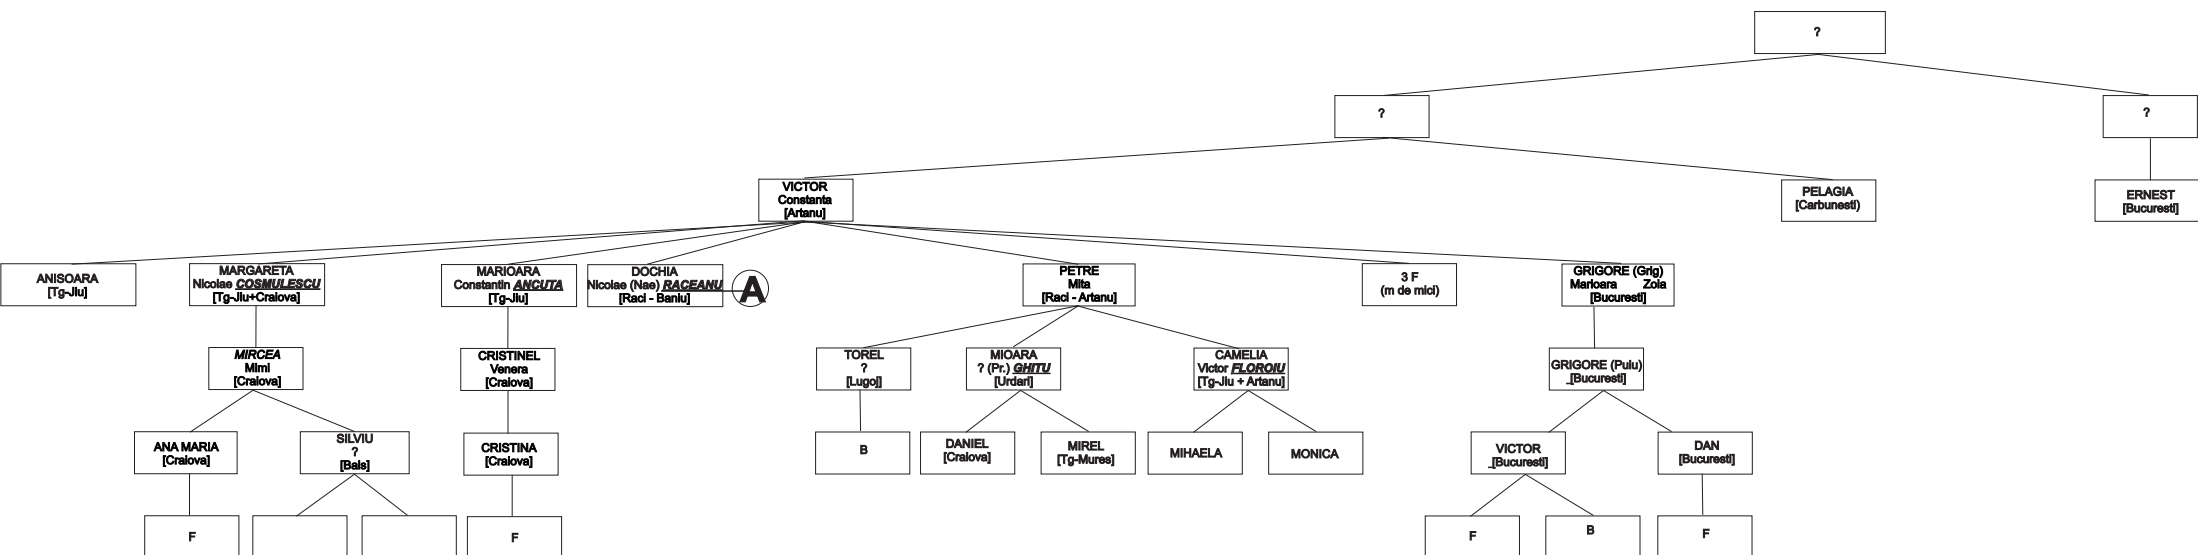 ?
?
?
VICTOR
Constanta
[Artanu]
PELAGIA
[Carbunesti)
ERNEST
[Bucuresti]
ANISOARA
[Tg-Jiu]
MARGARETA
Nicolae COSMULESCU
[Tg-Jiu+Craiova]
MARIOARA
Constantin ANCUTA
[Tg-Jiu]
DOCHIA
Nicolae (Nae) RACEANU
[Raci - Baniu]
A
PETRE
Mita
[Raci - Artanu]
3 F
(m de mici)
GRIGORE (Grig)
Marioara Zoia
[Bucuresti]
MIRCEA
Mimi
[Craiova]
CRISTINEL
Venera
[Craiova]
TOREL
?
[Lugoj]
MIOARA
? (Pr.) GHITU
[Urdari]
CAMELIA
Victor FLOROIU
[Tg-Jiu + Artanu]
GRIGORE (Puiu)
_[Bucuresti]
ANA MARIA
[Craiova]
SILVIU
?
[Bals]
CRISTINA
[Craiova]
B
DANIEL
[Craiova]
MIREL
[Tg-Mures]
MIHAELA
MONICA
VICTOR
_[Bucuresti]
DAN
[Bucuresti]
F
F
F
B
F